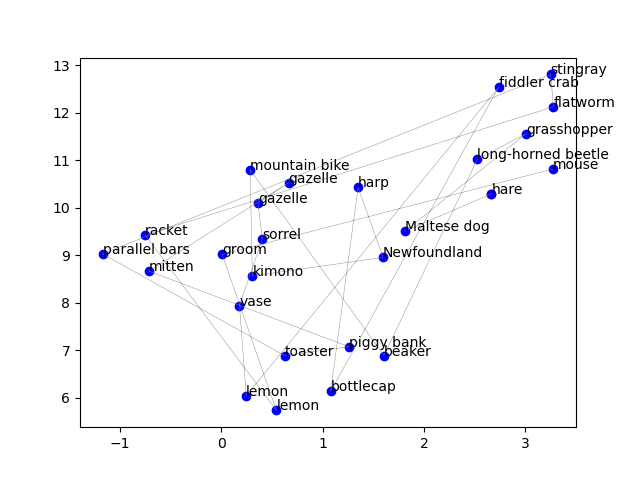 13
stingray
fiddler crab
flatworm
12
grasshopper
long-horned beetle
11
mountain bike
mouse
gazelle
harp
hare
10
gazelle
racket
sorrel
Maltese dog
9
parallel bars
groom
Newfoundland
mitten
kimono
8
vase
7
toaster
piggy bank
beaker
6
lemon
bottlecap
lemon
−1
0
1
2
3